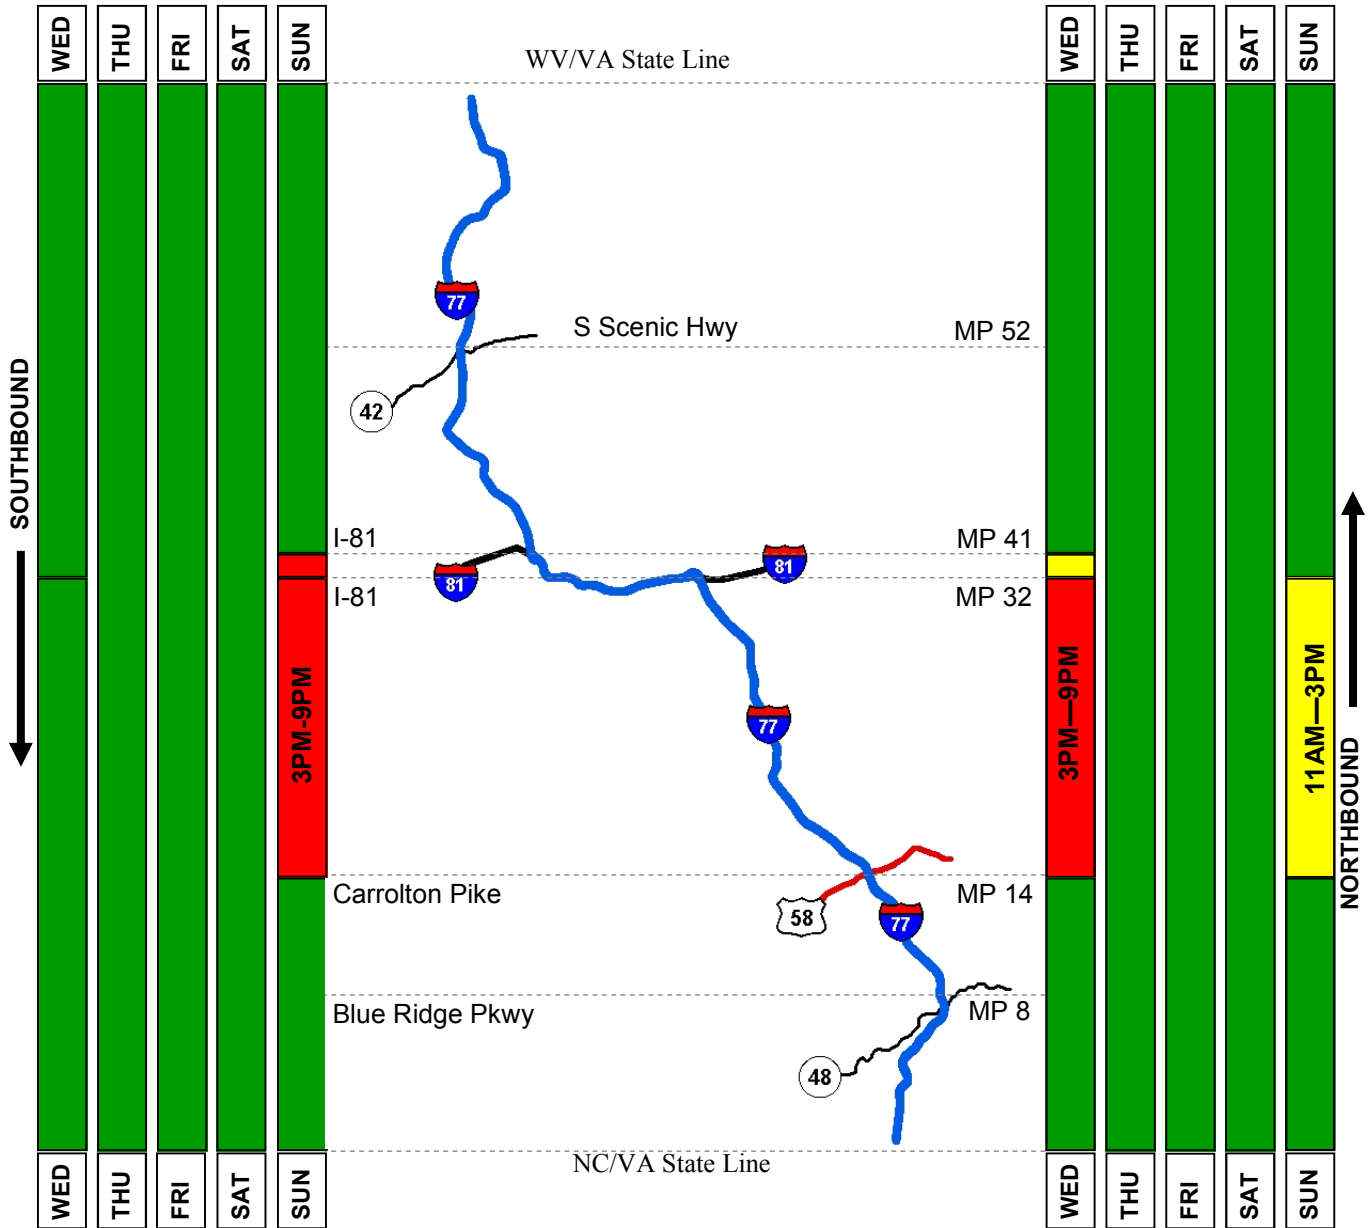 WED
THU
FRI
SAT
SUN
WV/VA State Line
WED
THU
FRI
SAT
SUN
77
S Scenic Hwy
MP 52
42
SOUTHBOUND
I-81
MP 41
81
81
I-81
MP 32
3PM-9PM
77
3PM—9PM
11AM—3PM
NORTHBOUND
Carrolton Pike
MP 14
58
77
Blue Ridge Pkwy
MP 8
48
NC/VA State Line
WED
THU
FRI
SAT
SUN
WED
THU
FRI
SAT
SUN